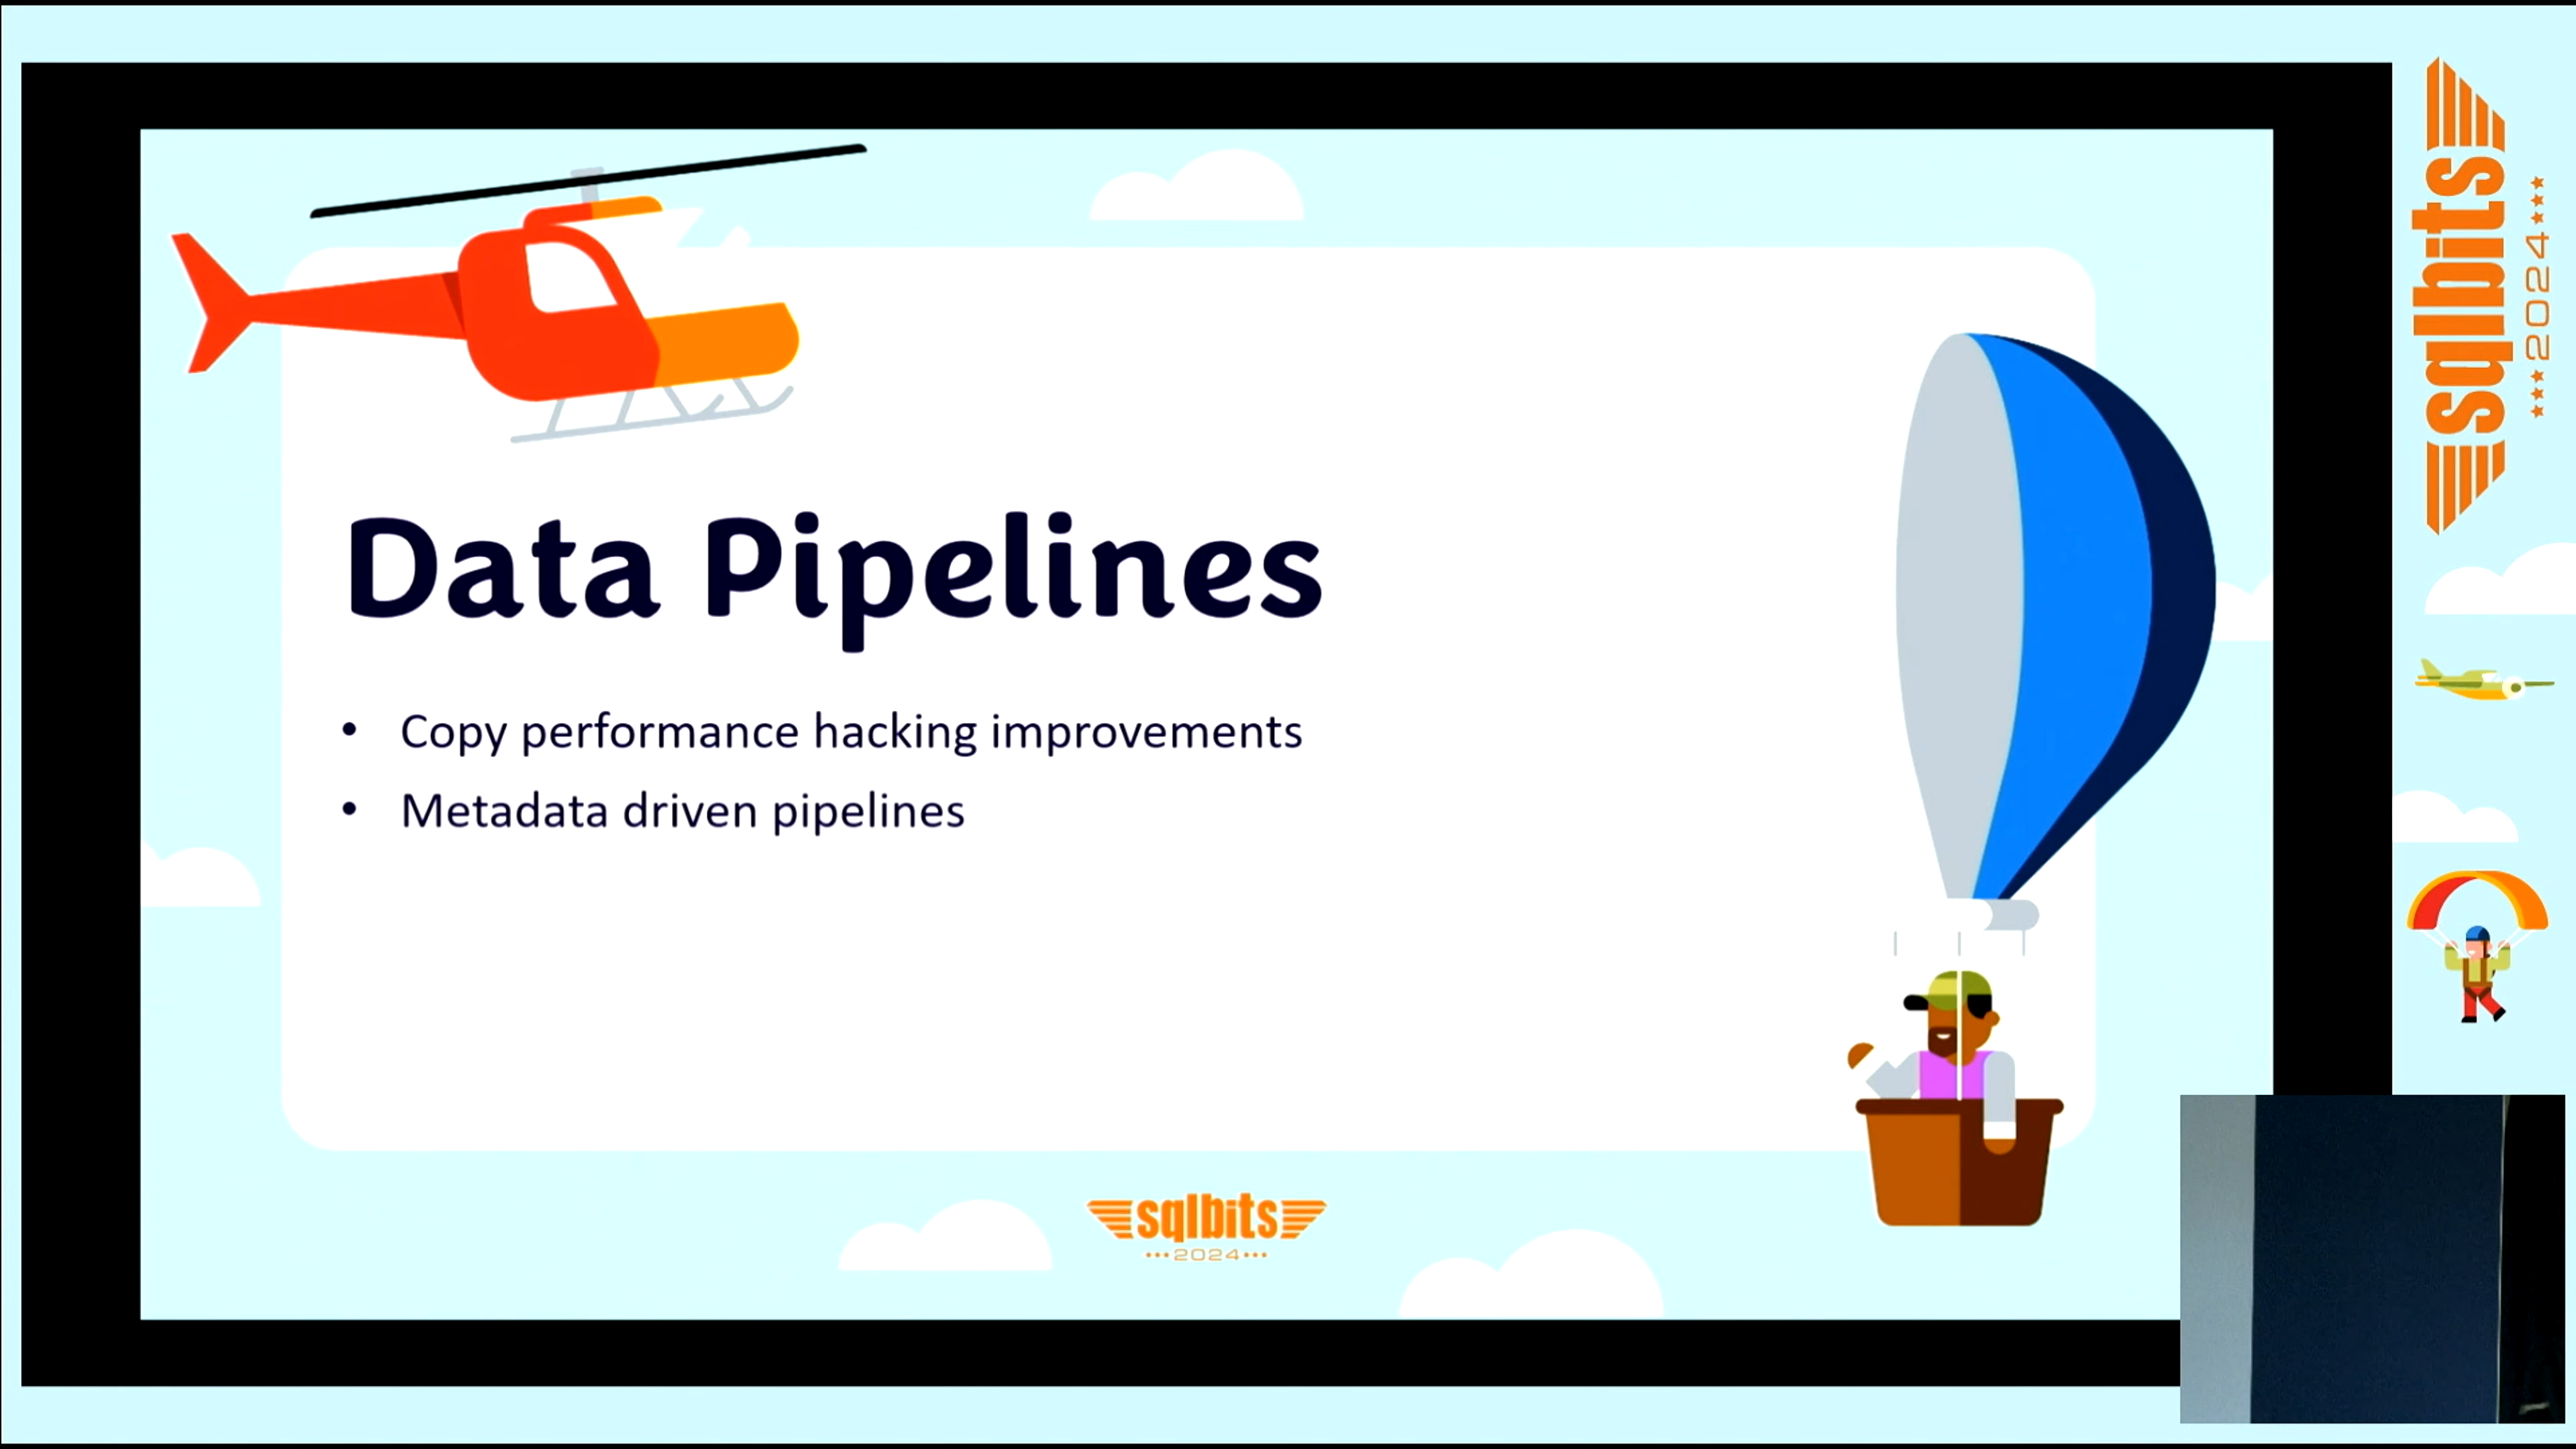 Data Pipelines
• Copy performance hacking improvements
• Metadata driven pipelines
sqlbits
2024
sqlbits
2024